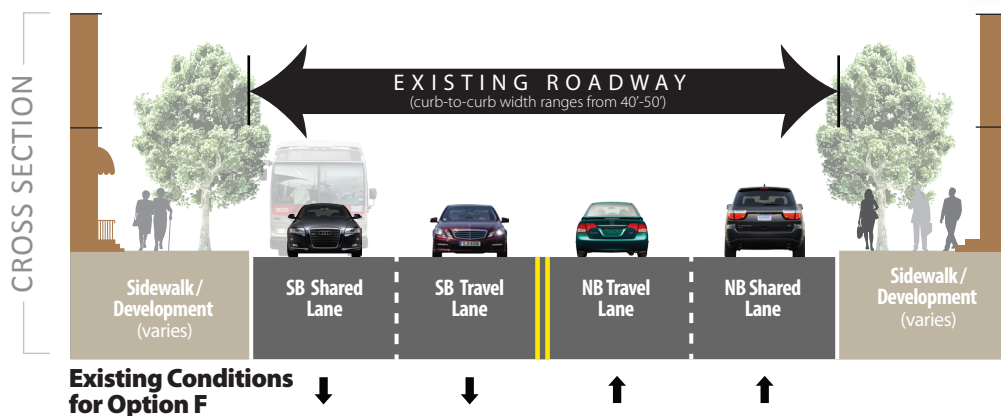 CROSS SECTION
EXISTING ROADWAY
(curb-to-curb width ranges from 40'-50')
Sidewalk /
Development
(varies)
SB Shared
Lane
SB Travel
Lane
NB Travel
Lane
NB Shared
Lane
Sidewalk /
Development
(varies)
Existing Conditions
for Option F